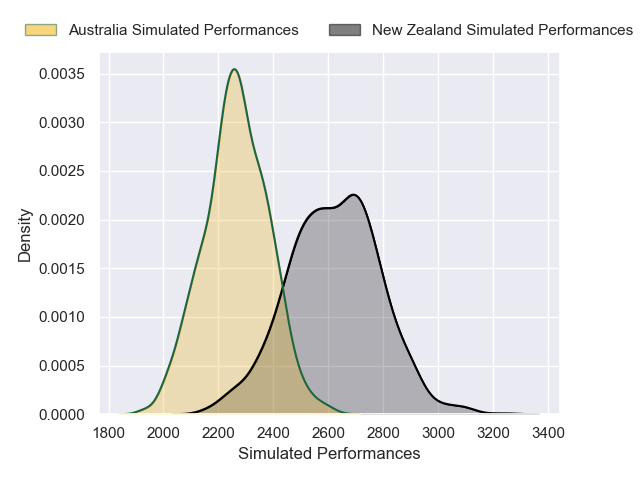 Australia Simulated Performances
New Zealand Simulated Performances
0.0035
0.0030
0.0025
0.0020
0.0015
0.0010
0.0005
0.0000
Density
1800 2000 2200 2400 2600 2800 3000 3200 3400
Simulated Performances